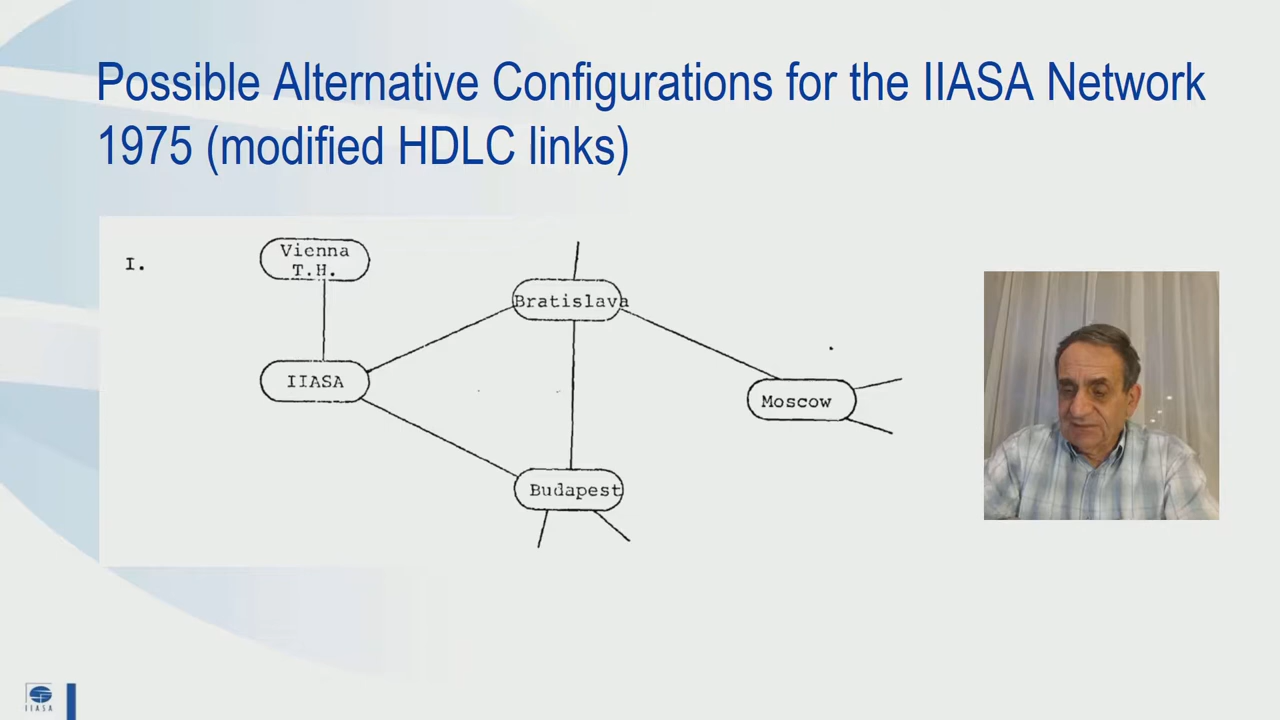 Possible Alternative Configurations for the IIASA Network
1975 (modified HDLC links)
I.
Vienna
T.H.
Bratislava
IIASA
Moscow
Budapest
IIASA